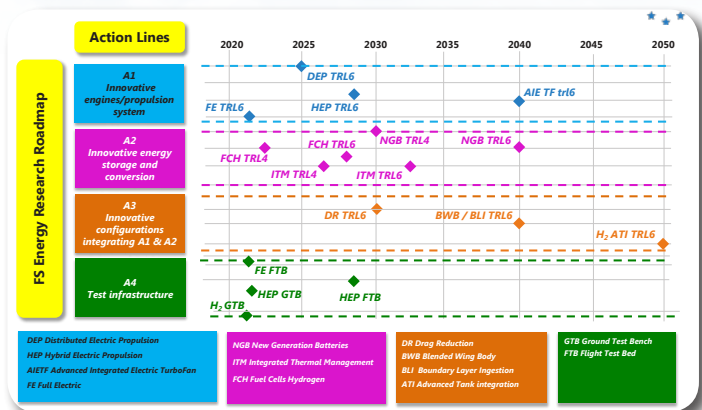 Action Lines
2020 2025 2030 2040 2045 2050
FS Energy Research Roadmap
A1
Innovative
engines/propulsion
system
DEP TRL6
FE TRL6
HEP TRL6
AIE TF trl6
A2
Innovative energy
storage and
conversion
FCH TRL4
FCH TRL6
NGB TRL4
NGB TRL6
ITM TRL4
ITM TRL6
A3
Innovative
configurations
integrating A1 & A2
DR TRL6
BWB / BLI TRL6
H₂ ATI TRL6
A4
Test infrastructure
FE FTB
HEP GTB
HEP FTB
H₂ GTB
DEP Distributed Electric Propulsion
HEP Hybrid Electric Propulsion
AIETF Advanced Integrated Electric TurboFan
FE Full Electric
NGB New Generation Batteries
ITM Integrated Thermal Management
FCH Fuel Cells Hydrogen
DR Drag Reduction
BWB Blended Wing Body
BLI Boundary Layer Ingestion
ATI Advanced Tank integration
GTB Ground Test Bench
FTB Flight Test Bed